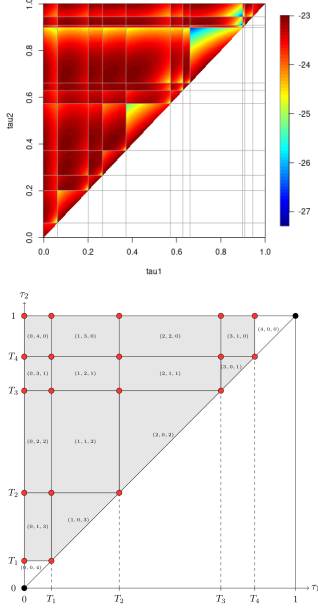 1.0
0.8
0.6
0.4
0.2
0.0
tau2
0.0 0.2 0.4 0.6 0.8 1.0
tau1
-23
-24
-25
-26
-27
τ₂
1
(0, 4, 0) (1, 3, 0) (2, 2, 0) (3, 1, 0) (4, 0, 0)
T₄
(0, 3, 1) (1, 2, 1) (2, 1, 1) (3, 0, 1)
T₃
(0, 2, 2) (1, 1, 2) (2, 0, 2)
T₂
(0, 1, 3) (1, 0, 3)
T₁
(0, 0, 4)
0
0 T₁ T₂ T₃ T₄ 1